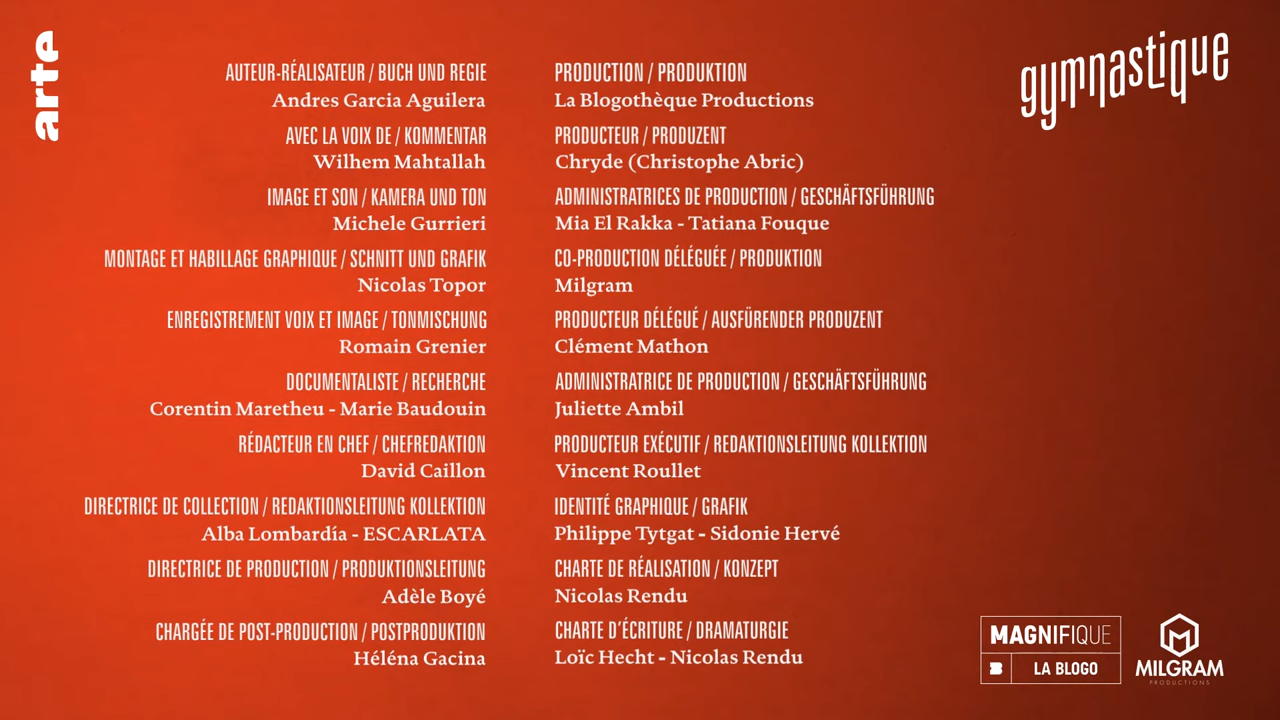 arte
AUTEUR-RÉALISATEUR / BUCH UND REGIE
Andres Garcia Aguilera
AVEC LA VOIX DE / KOMMENTAR
Wilhem Mahtallah
IMAGE ET SON / KAMERA UND TON
Michele Gurrieri
MONTAGE ET HABILLAGE GRAPHIQUE / SCHNITT UND GRAFIK
Nicolas Topor
ENREGISTREMENT VOIX ET IMAGE / TONMISCHUNG
Romain Grenier
DOCUMENTALISTE / RECHERCHE
Corentin Maretheu - Marie Baudouin
RÉDACTEUR EN CHEF / CHEFREDAKTION
David Caillon
DIRECTRICE DE COLLECTION / REDAKTIONSLEITUNG KOLLEKTION
Alba Lombardía - ESCARLATA
DIRECTRICE DE PRODUCTION / PRODUKTIONSLEITUNG
Adèle Boyé
CHARGÉE DE POST-PRODUCTION / POSTPRODUKTION
Héléna Gacina
PRODUCTION / PRODUKTION
La Blogothèque Productions
PRODUCTEUR / PRODUZENT
Chryde (Christophe Abric)
ADMINISTRATRICES DE PRODUCTION / GESCHÄFTSFÜHRUNG
Mia El Rakka - Tatiana Fouque
CO-PRODUCTION DÉLÉGUÉE / PRODUKTION
Milgram
PRODUCTEUR DÉLÉGUÉ / AUSFÜRENDER PRODUZENT
Clément Mathon
ADMINISTRATRICE DE PRODUCTION / GESCHÄFTSFÜHRUNG
Juliette Ambil
PRODUCTEUR EXÉCUTIF / REDAKTIONSLEITUNG KOLLEKTION
Vincent Roullet
IDENTITÉ GRAPHIQUE / GRAFIK
Philippe Tytgat - Sidonie Hervé
CHARTE DE RÉALISATION / KONZEPT
Nicolas Rendu
CHARTE D'ÉCRITURE / DRAMATURGIE
Loïc Hecht - Nicolas Rendu
gymnastique
MAGNIFIQUE
B LA BLOGO
MILGRAM
PRODUCTIONS